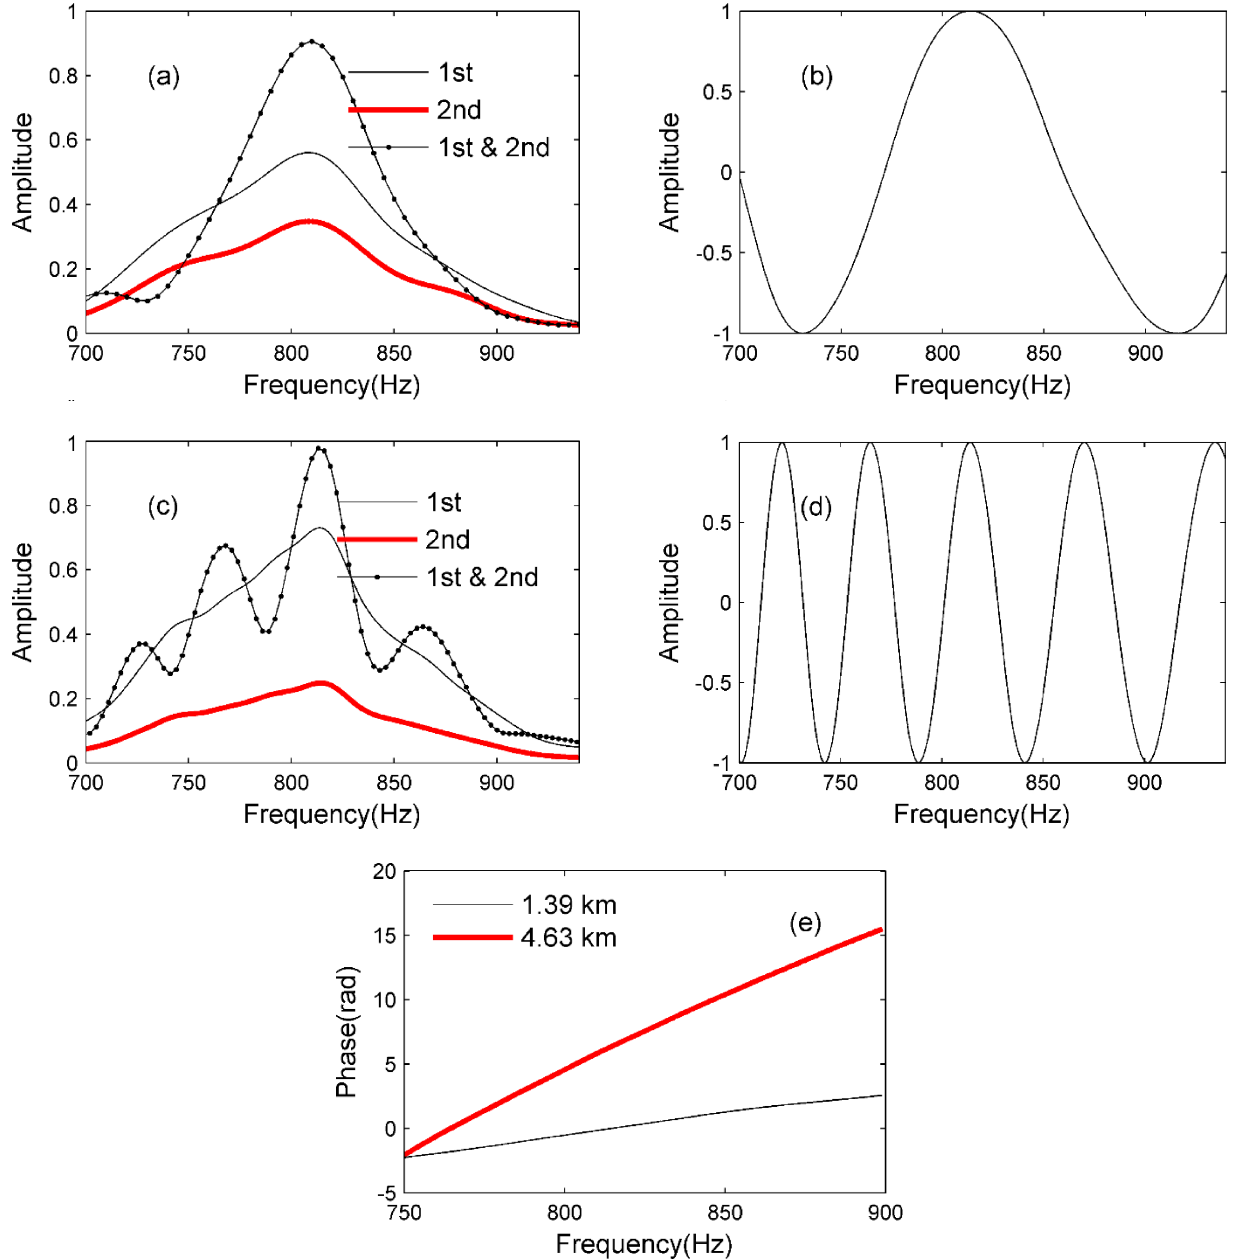 (a)
1st
2nd
1st & 2nd
Amplitude
1
0.8
0.6
0.4
0.2
0
700 750 800 850 900
Frequency(Hz)
(b)
Amplitude
1
0.5
0
-0.5
-1
700 750 800 850 900
Frequency(Hz)
(c)
1st
2nd
1st & 2nd
Amplitude
1
0.8
0.6
0.4
0.2
0
700 750 800 850 900
Frequency(Hz)
(d)
Amplitude
1
0.5
0
-0.5
-1
700 750 800 850 900
Frequency(Hz)
1.39 km
4.63 km
(e)
Phase(rad)
20
15
10
5
0
-5
750 800 850 900
Frequency(Hz)